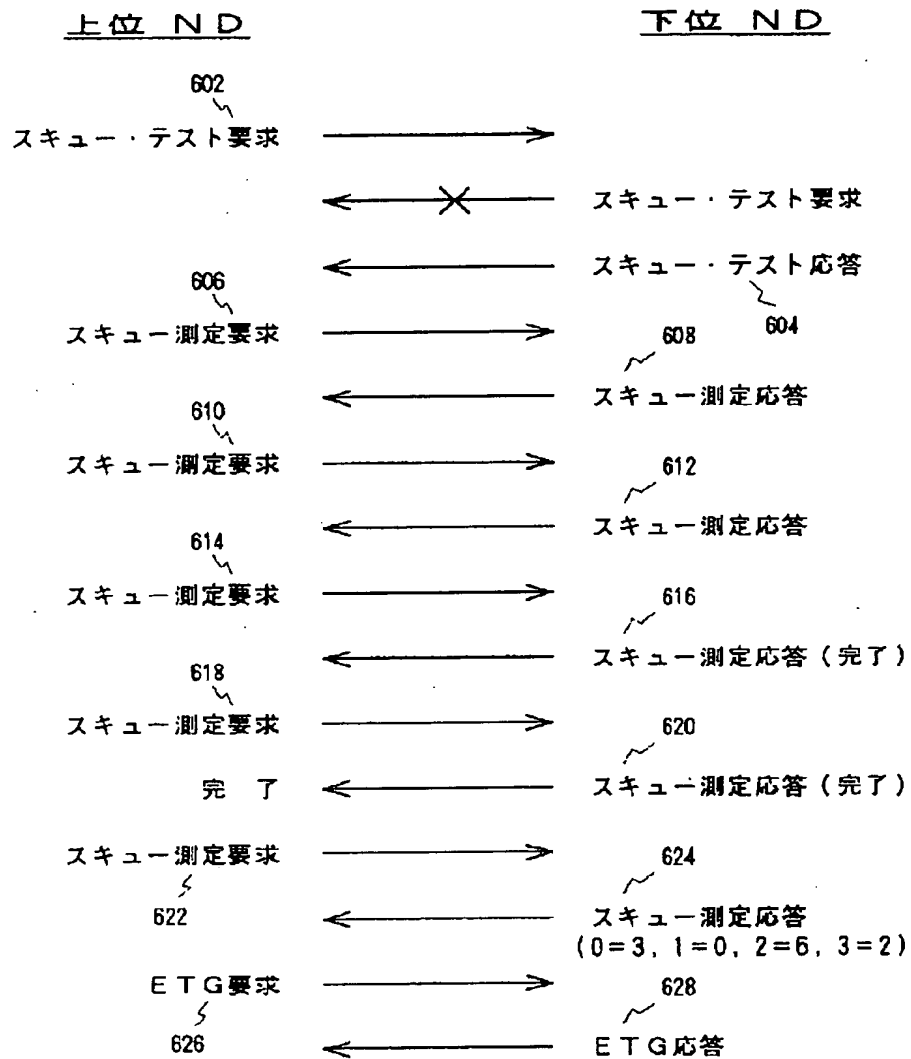 上位 ND
下位 ND
602
スキュー・テスト要求
スキュー・テスト要求
スキュー・テスト応答
604
606
スキュー測定要求
608
スキュー測定応答
610
スキュー測定要求
612
スキュー測定応答
614
スキュー測定要求
616
スキュー測定応答(完了)
618
スキュー測定要求
620
完 了
スキュー測定応答(完了)
スキュー測定要求
622
624
スキュー測定応答
(0=3, 1=0, 2=6, 3=2)
ETG要求
626
628
ETG応答